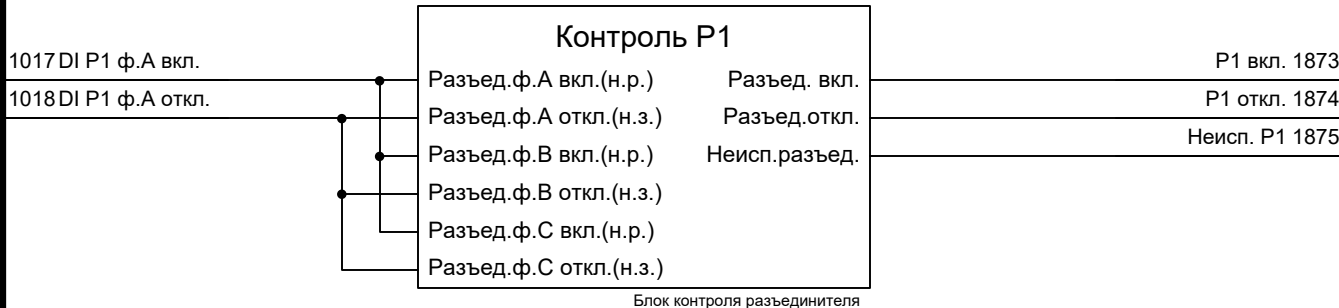 Контроль Р1
1017 DI Р1 ф.А вкл.
1018 DI Р1 ф.А откл.
Разъед.ф.А вкл.(н.р.)
Разъед.ф.А откл.(н.з.)
Разъед.ф.В вкл.(н.р.)
Разъед.ф.В откл.(н.з.)
Разъед.ф.С вкл.(н.р.)
Разъед.ф.С откл.(н.з.)
Разъед. вкл.
Разъед.откл.
Неисп.разъед.
Р1 вкл. 1873
Р1 откл. 1874
Неисп. Р1 1875
Блок контроля разъединителя